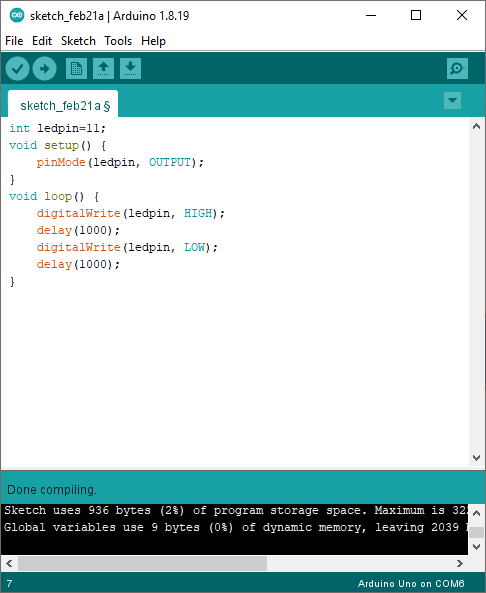 sketch_feb21a | Arduino 1.8.19
File Edit Sketch Tools Help
sketch_feb21a §
int ledpin=11;
void setup() {
    pinMode(ledpin, OUTPUT);
}
void loop() {
    digitalWrite(ledpin, HIGH);
    delay(1000);
    digitalWrite(ledpin, LOW);
    delay(1000);
}
Done compiling.
Sketch uses 936 bytes (2%) of program storage space. Maximum is
Global variables use 9 bytes (0%) of dynamic memory, leaving 2039
7 Arduino Uno on COM6